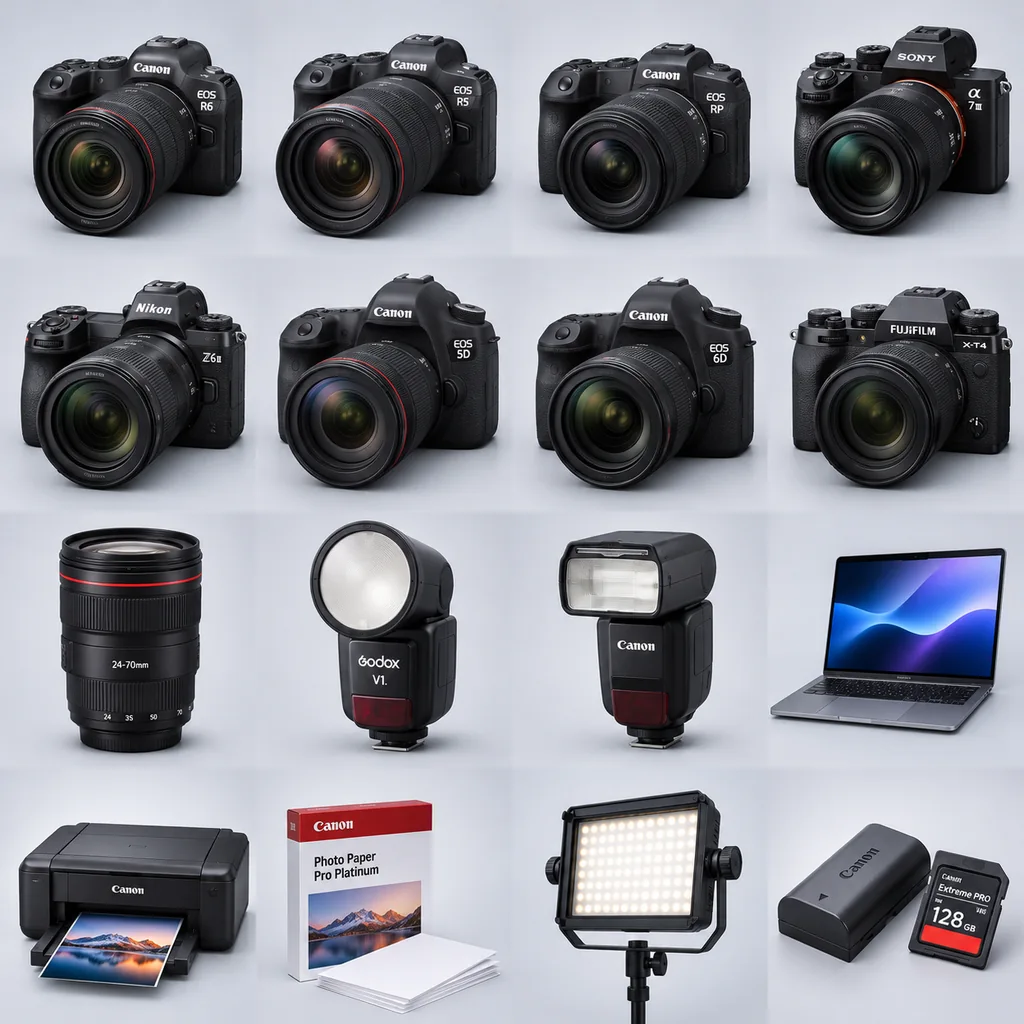 Canon
EOS
R6
Canon
EOS
R5
Canon
EOS
RP
SONY
α
7III
Nikon
Z6II
Canon
EOS
5D
Canon
EOS
6D
FUJIFILM
X-T4
24-70mm
24 35 50 70
Godox
V1.
Canon
Canon
Canon
Photo Paper
Pro Platinum
Canon
Canon
Extreme PRO
128GB